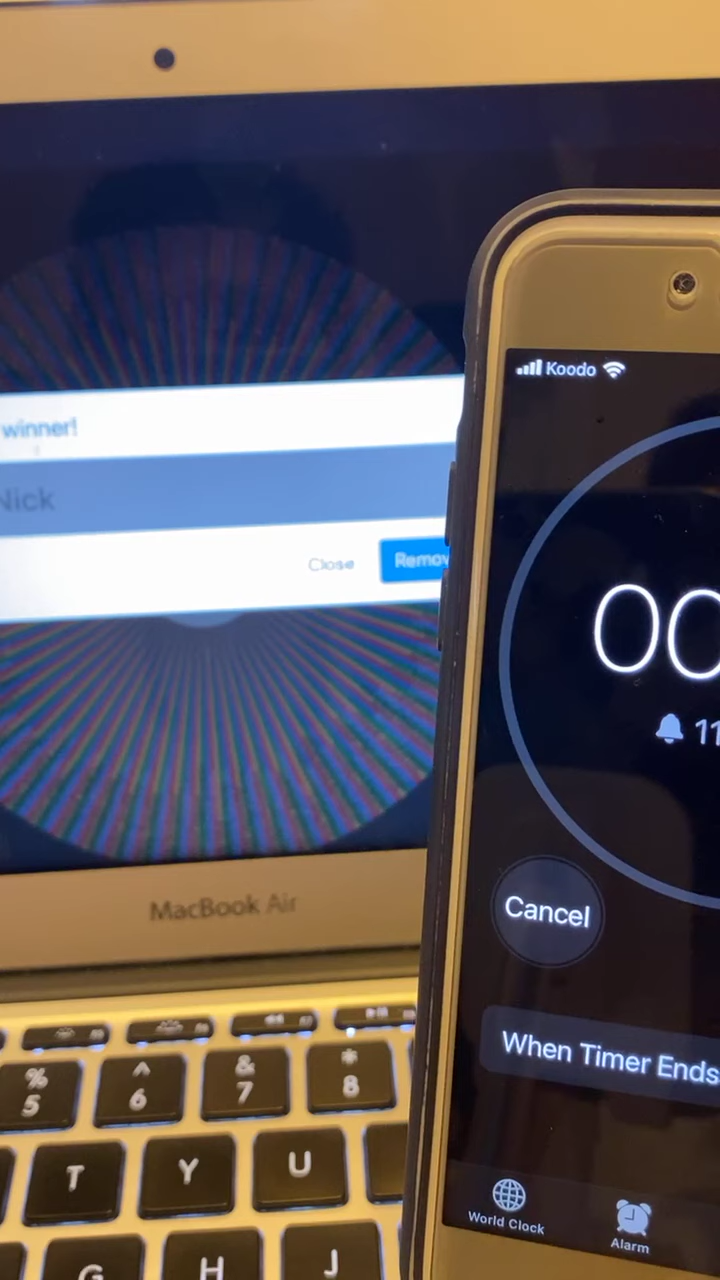 winner!
Nick
Close
Remov
MacBook Air
%
5
^
6
&
7
*
8
T
Y
U
G
H
J
Koodo
00
11
Cancel
When Timer Ends
World Clock
Alarm